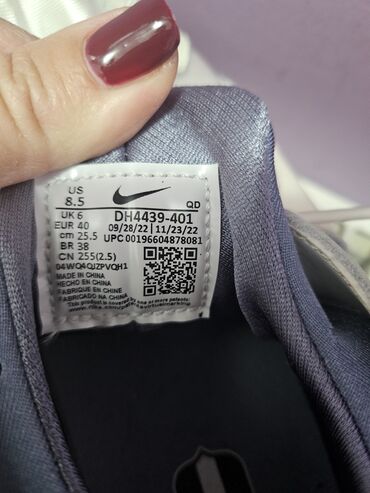 US
8.5
QD
UK 6
DH4439-401
EUR 40
09/28/22 | 11/23/22
cm 25.5
UPC 00196604878081
BR 38
CN 255(2.5)
04WQ4QJZPVQH1
MADE IN CHINA
HECHO EN CHINA
FABRIQUE EN CHINE
FABRICADO NA CHINA